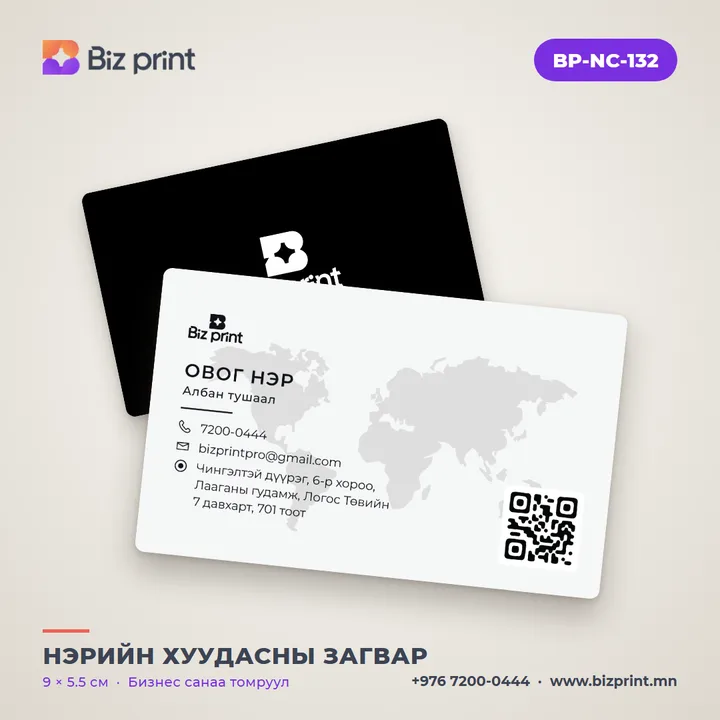 Biz print
BP-NC-132
Biz print
ОВОГ НЭР
Албан тушаал
7200-0444
bizprintpro@gmail.com
Чингэлтэй дүүрэг, 6-р хороо,
Лааганы гудамж, Логос Төвийн
7 давхарт, 701 тоот
НЭРИЙН ХУУДАСНЫ ЗАГВАР
9 × 5.5 см · Бизнес санаа томруул
+976 7200-0444 · www.bizprint.mn